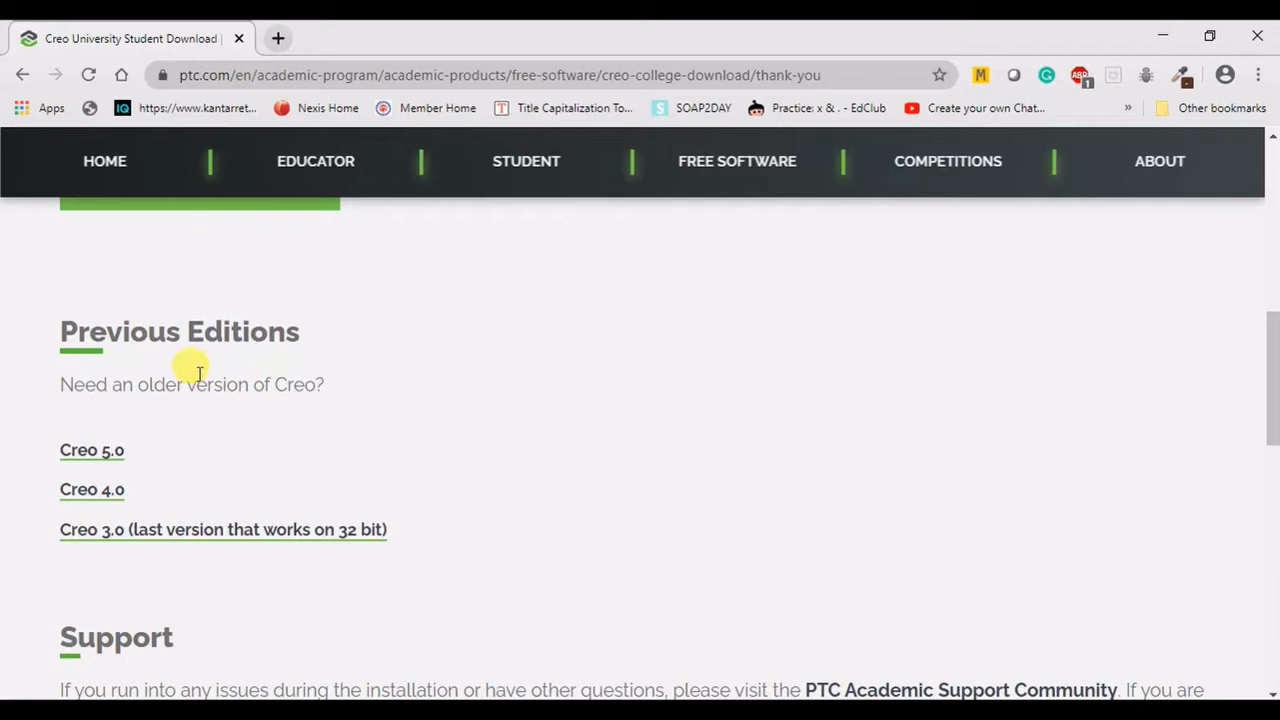 Creo University Student Download |
ptc.com/en/academic-program/academic-products/free-software/creo-college-download/thank-you
Apps
https://www.kantarret...
Nexis Home
Member Home
Title Capitalization To...
SOAP2DAY
Practice: x & . - EdClub
Create your own Chat...
»
Other bookmarks
HOME
EDUCATOR
STUDENT
FREE SOFTWARE
COMPETITIONS
ABOUT
Previous Editions
Need an older version of Creo?
Creo 5.0
Creo 4.0
Creo 3.0 (last version that works on 32 bit)
Support
If you run into any issues during the installation or have other questions, please visit the PTC Academic Support Community. If you are